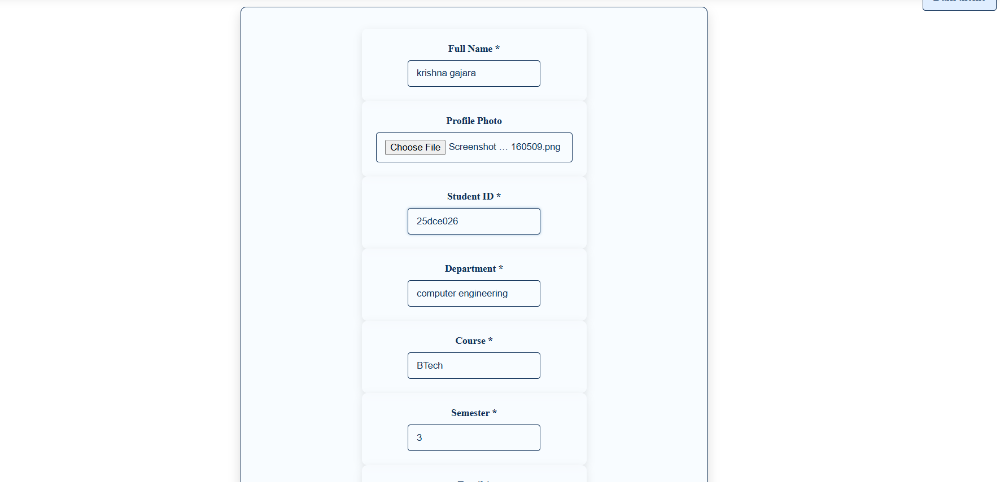 Full Name *
krishna gajara
Profile Photo
Choose File Screenshot ... 160509.png
Student ID *
25dce026
Department *
computer engineering
Course *
BTech
Semester *
3